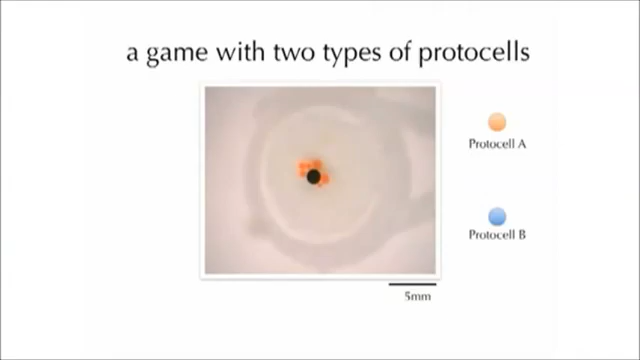 a game with two types of protocells
Protocell A
Protocell B
5mm